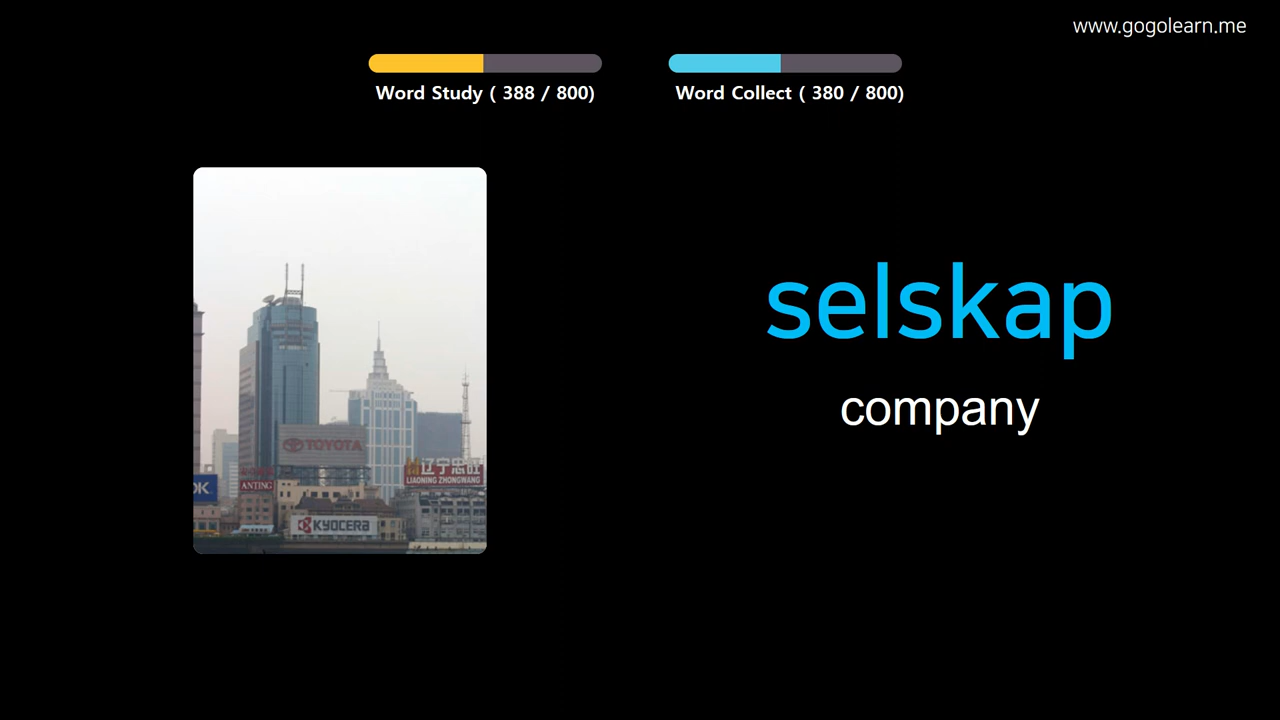 www.gogolearn.me
Word Study ( 388 / 800)
Word Collect ( 380 / 800)
selskap
company
TOYOTA
辽宁忠旺
LIAONING ZHONGWANG
OK
ANTING
KYOCERA